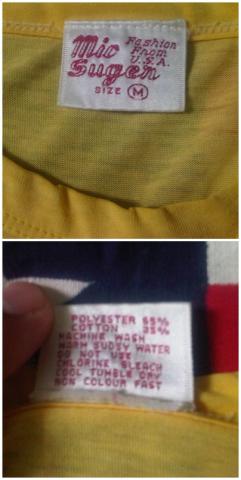 Mic Fashion
From
Sugen U.S.A.
SIZE M
POLYESTER 65%
COTTON 35%
MACHINE WASH
WARM SUDSY WATER
DO NOT USE
CHLORINE BLEACH
COOL TUMBLE DRY
NON COLOUR FAST